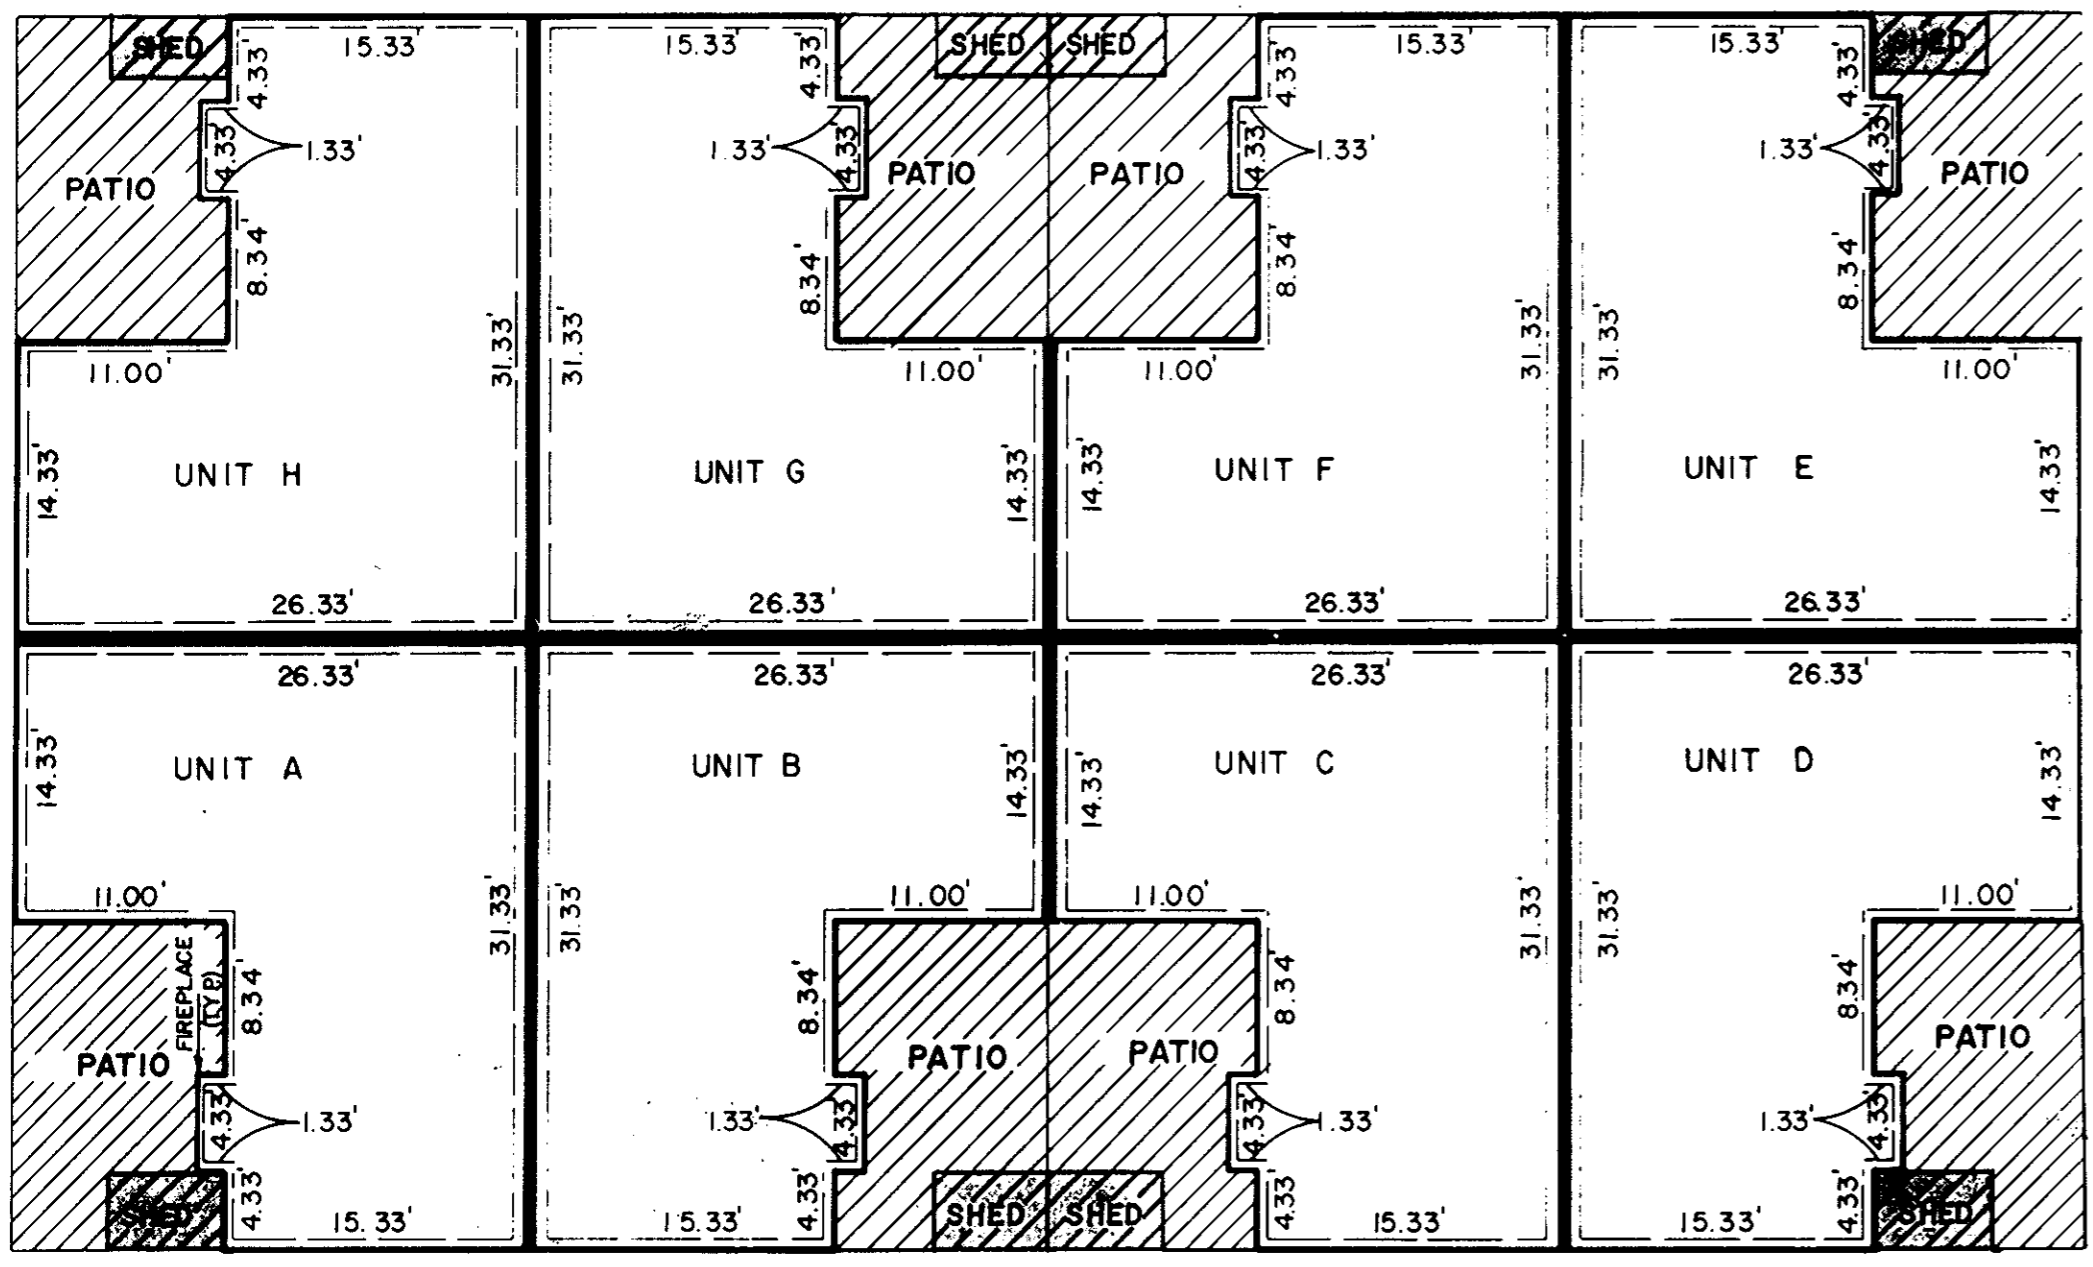 SHED
15.33'
15.33'
SHED
SHED
15.33'
15.33'
SHED
4.33'
4.33'
4.33'
4.33'
4.33'
1.33'
1.33'
4.33'
4.33'
1.33'
1.33'
4.33'
PATIO
PATIO
PATIO
PATIO
8.34'
8.34'
8.34'
8.34'
31.33'
31.33'
31.33'
31.33'
11.00'
11.00'
11.00'
11.00'
14.33'
UNIT H
UNIT G
14.33'
14.33'
UNIT F
UNIT E
14.33'
26.33'
26.33'
26.33'
26.33'
26.33'
26.33'
26.33'
26.33'
14.33'
UNIT A
UNIT B
14.33'
14.33'
UNIT C
UNIT D
14.33'
11.00'
11.00'
11.00'
11.00'
31.33'
31.33'
31.33'
31.33'
FIREPLACE
(TYP.)
8.34'
8.34'
8.34'
8.34'
PATIO
PATIO
PATIO
PATIO
4.33'
1.33'
1.33'
4.33'
4.33'
1.33'
1.33'
4.33'
SHED
4.33'
15.33'
15.33'
4.33'
SHED
SHED
4.33'
15.33'
15.33'
4.33'
SHED